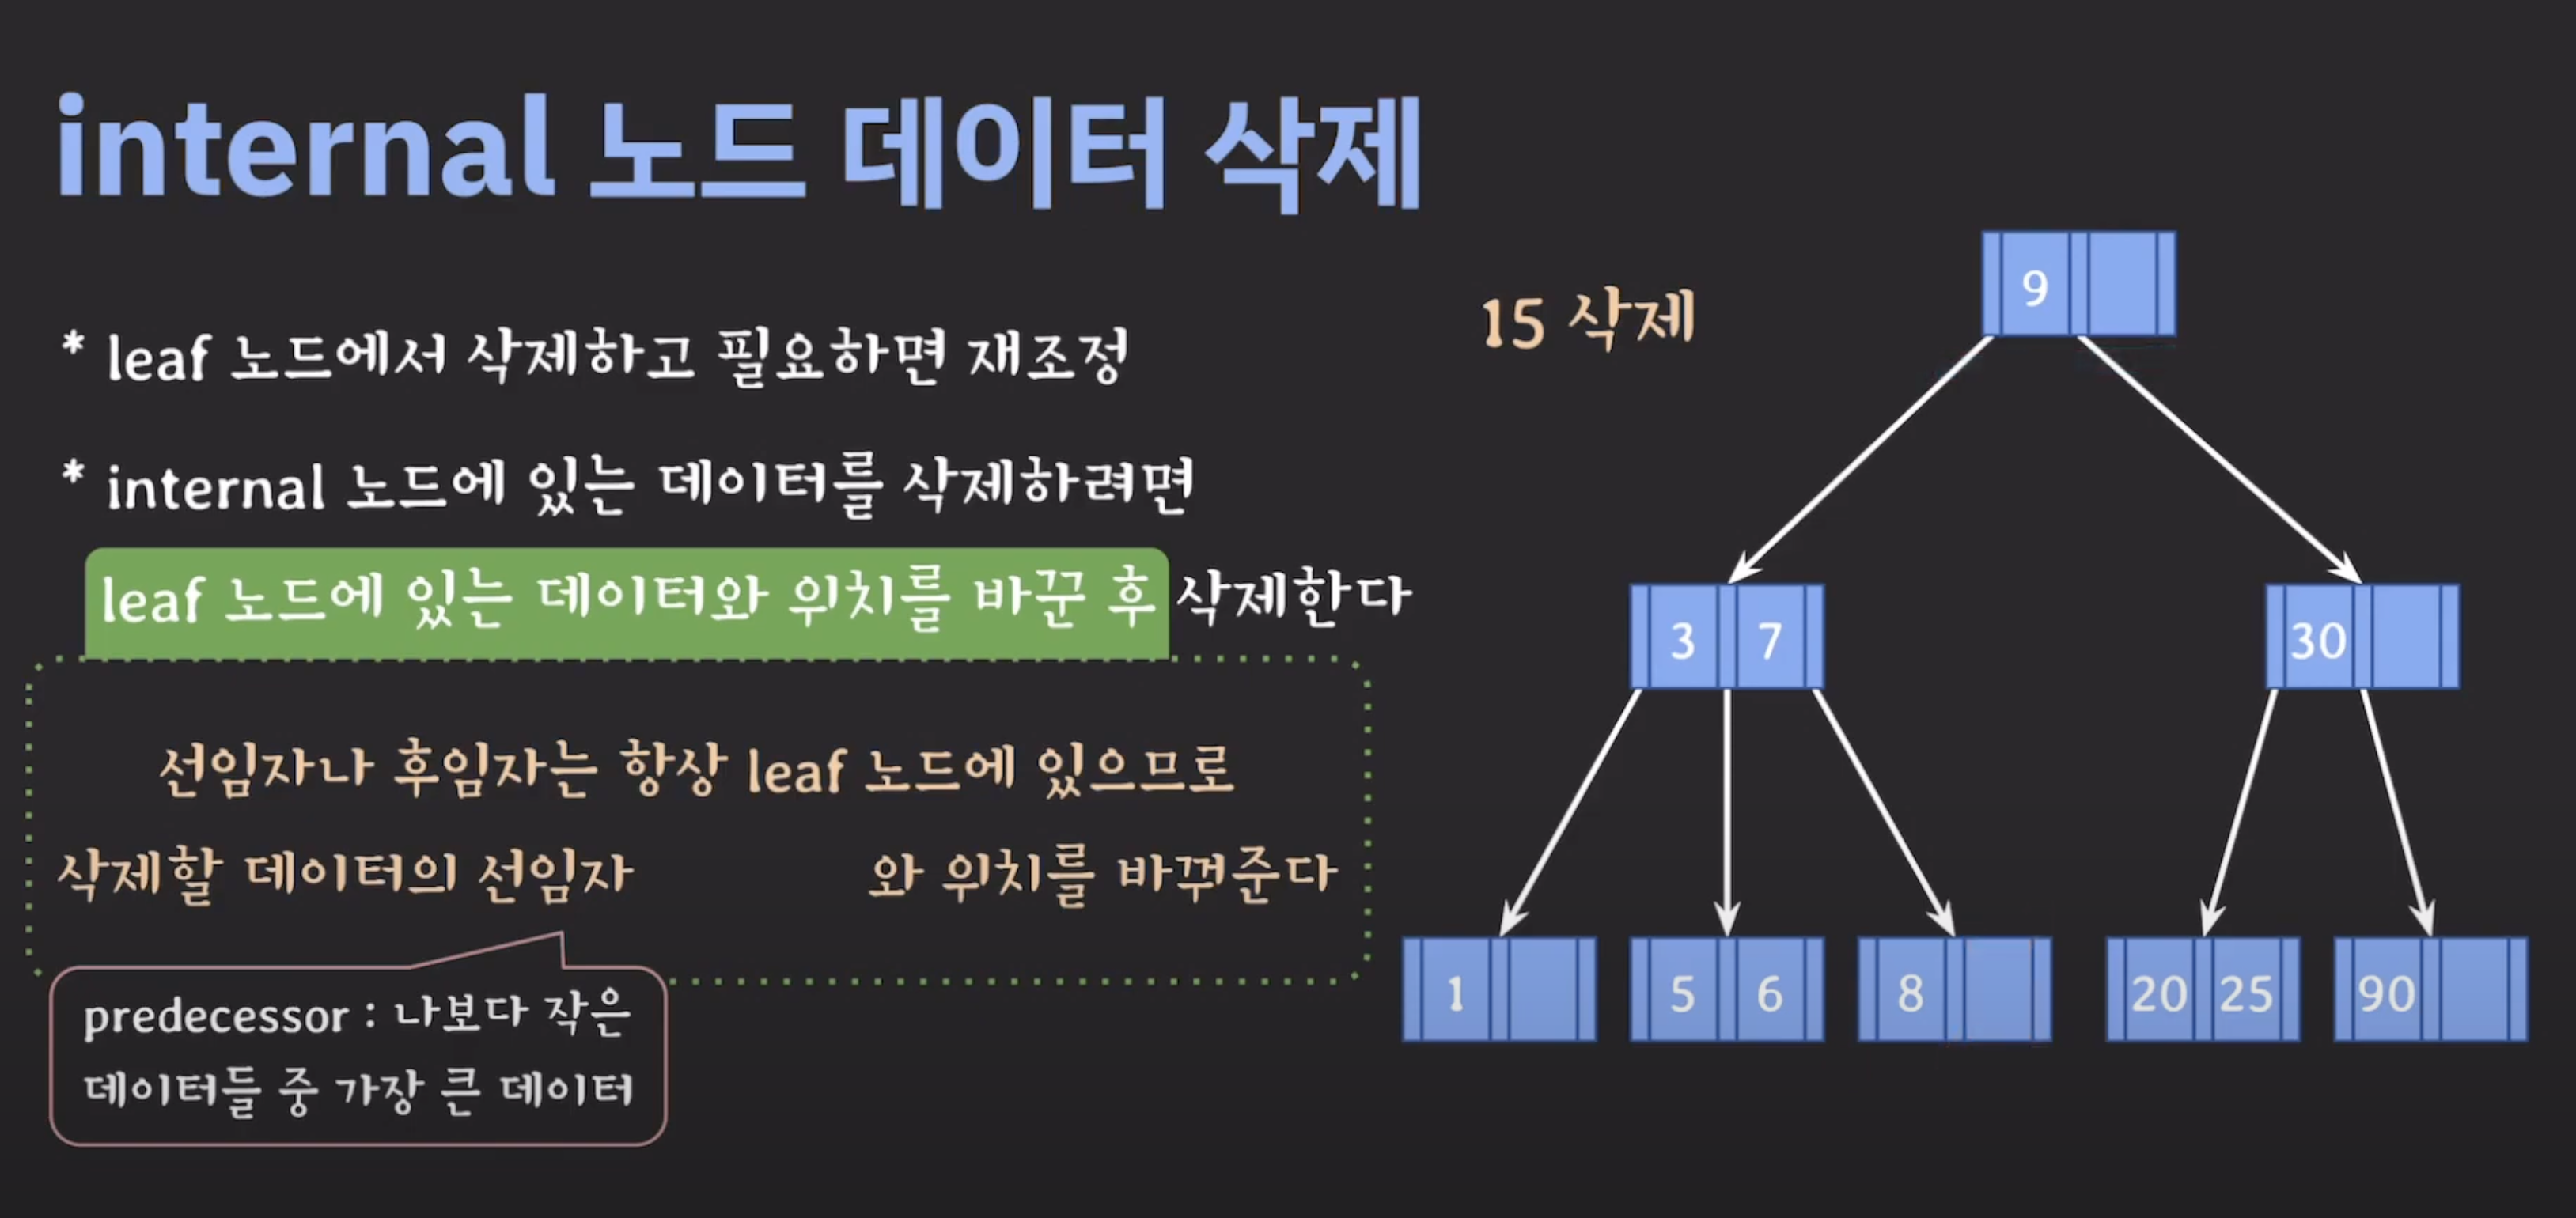 internal 노드 데이터 삭제
* leaf 노드에서 삭제하고 필요하면 재조정
* internal 노드에 있는 데이터를 삭제하려면
leaf 노드에 있는 데이터와 위치를 바꾼 후 삭제한다
선임자나 후임자는 항상 leaf 노드에 있으므로
삭제할 데이터의 선임자 와 위치를 바꿔준다
predecessor : 나보다 작은
데이터들 중 가장 큰 데이터
15 삭제
9
3 7
30
1
5 6
8
20 25
90